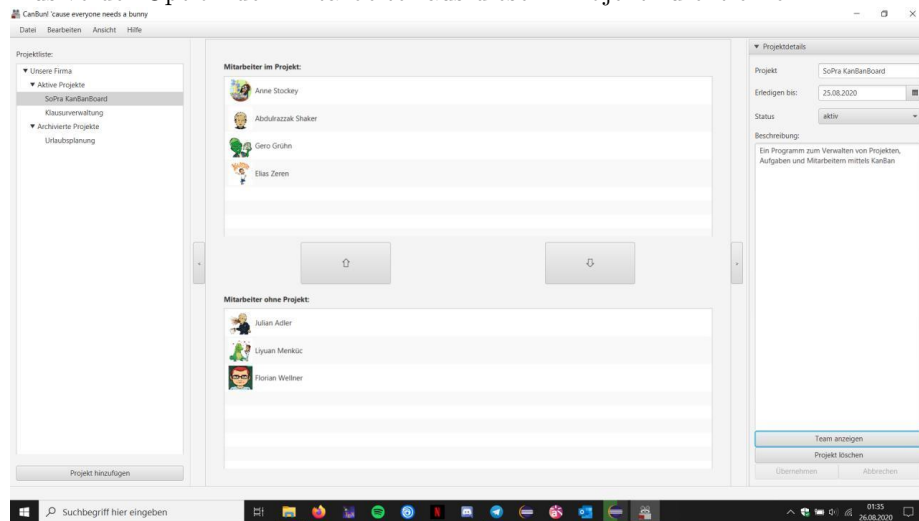 CanBun! 'cause everyone needs a bunny
Datei Bearbeiten Ansicht Hilfe
Projektliste:
Unsere Firma
Aktive Projekte
SoPra KanBanBoard
Klausurverwaltung
Archivierte Projekte
Urlaubsplanung
Projekt hinzufügen
Mitarbeiter im Projekt:
Anne Stockey
Abdulrazzak Shaker
Gero Grühn
Elias Zeren
Mitarbeiter ohne Projekt:
Julian Adler
Liyuan Menküc
Florian Wellner
Projektdetails
Projekt SoPra KanBanBoard
Erledigen bis: 25.08.2020
Status aktiv
Beschreibung:
Ein Programm zum Verwalten von Projekten,
Aufgaben und Mitarbeitern mittels KanBan
Team anzeigen
Projekt löschen
Übernehmen Abbrechen
Suchbegriff hier eingeben
01:35
26.08.2020